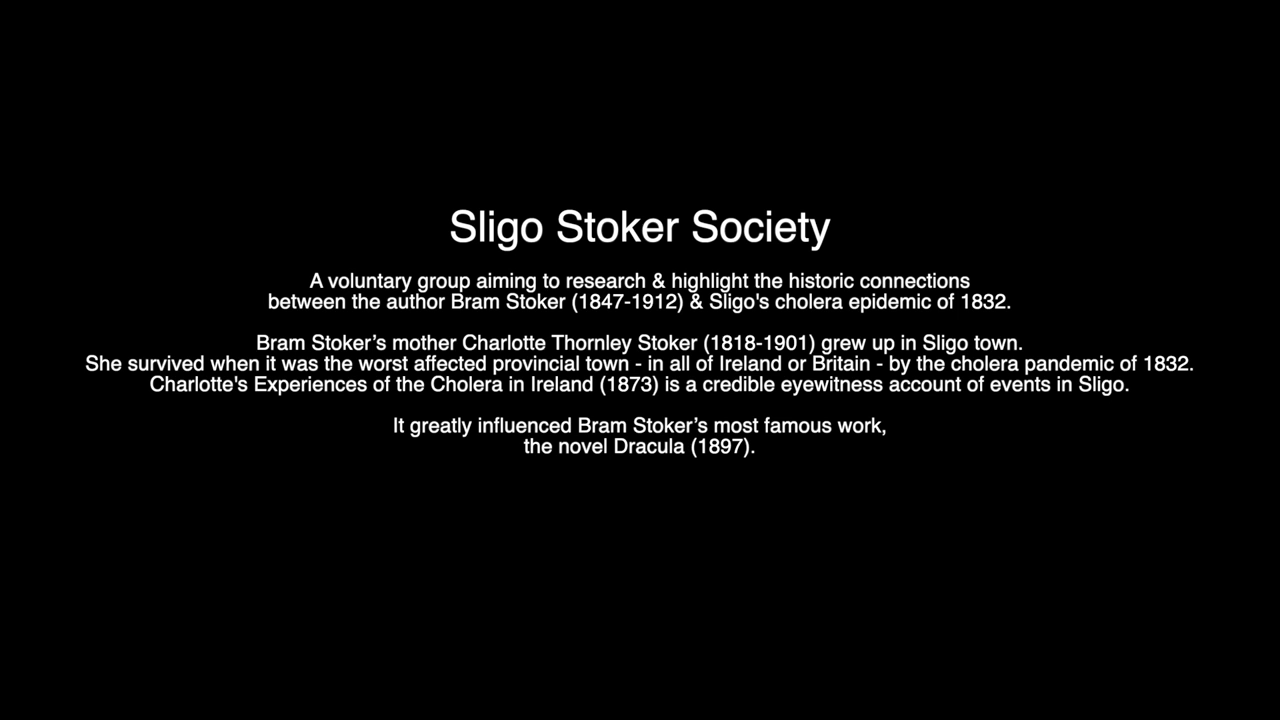 Sligo Stoker Society
A voluntary group aiming to research & highlight the historic connections
between the author Bram Stoker (1847-1912) & Sligo's cholera epidemic of 1832.
Bram Stoker’s mother Charlotte Thornley Stoker (1818-1901) grew up in Sligo town.
She survived when it was the worst affected provincial town - in all of Ireland or Britain - by the cholera pandemic of 1832.
Charlotte's Experiences of the Cholera in Ireland (1873) is a credible eyewitness account of events in Sligo.
It greatly influenced Bram Stoker’s most famous work,
the novel Dracula (1897).